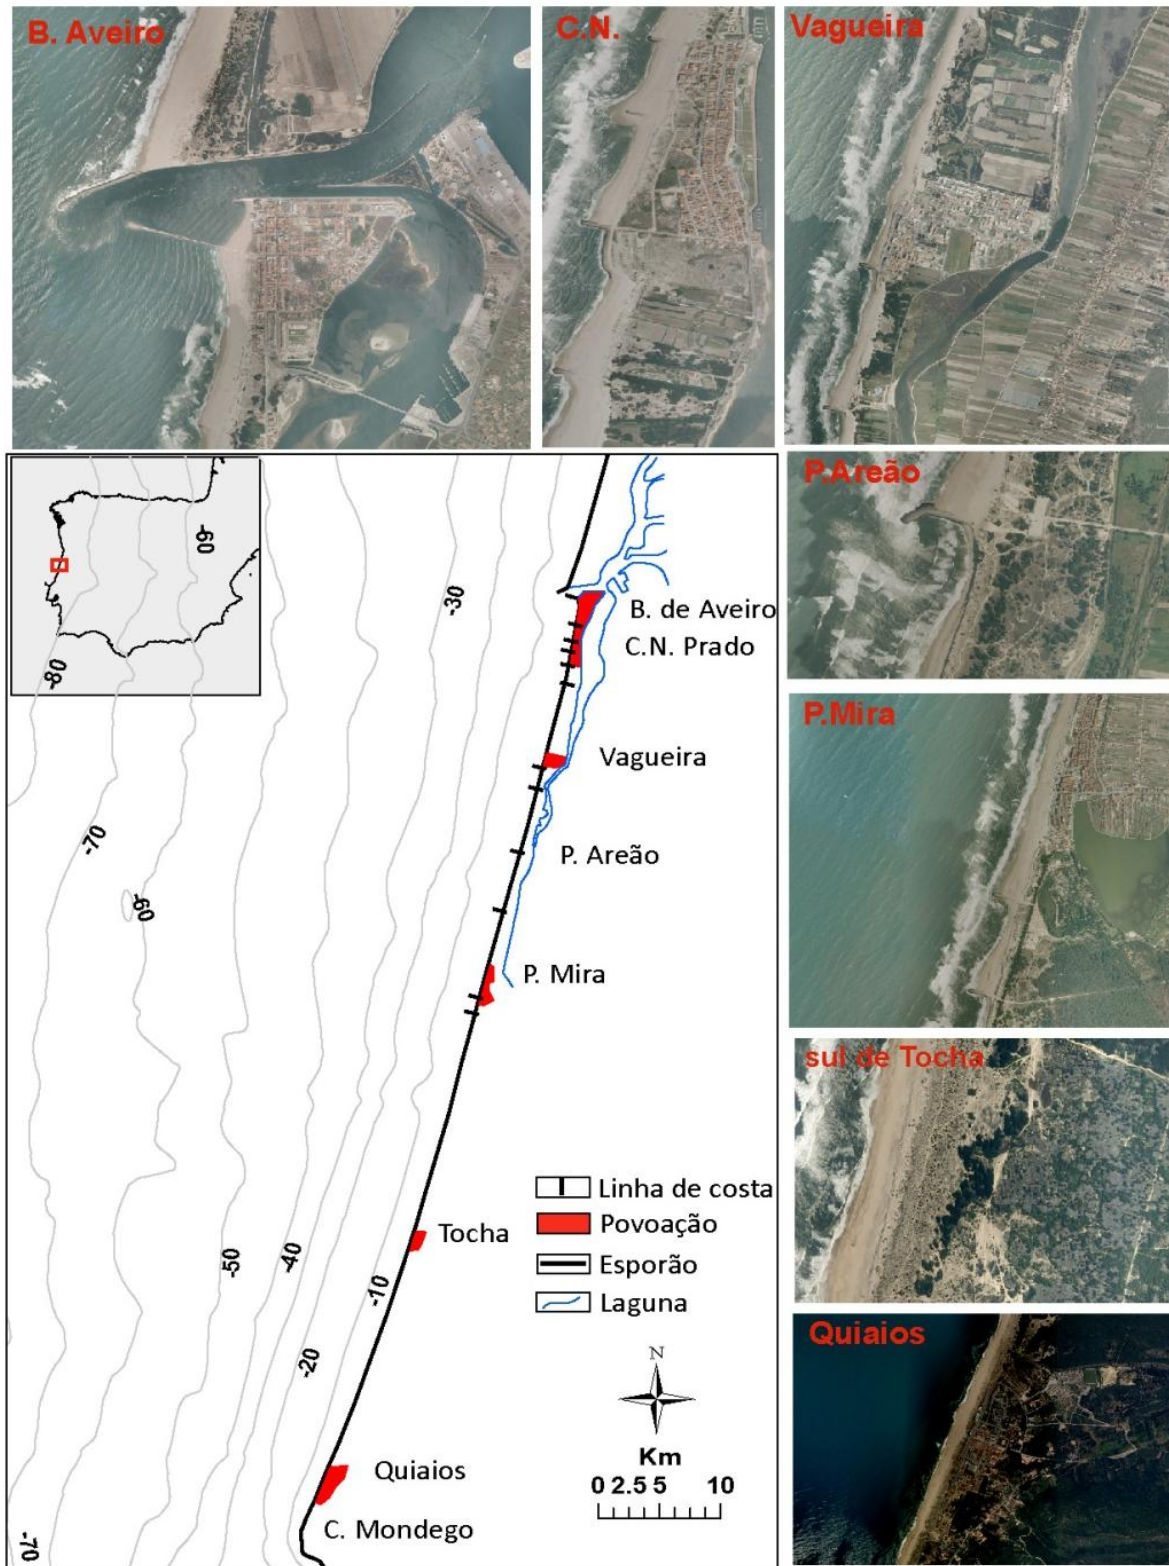 B. Aveiro
C.N.
Vagueira
P.Areão
P.Mira
sul de Tocha
Quiaios
-60
-80
-30
-70
-60
-50
-40
-10
-20
-70
B. de Aveiro
C.N. Prado
Vagueira
P. Areão
P. Mira
Tocha
Quiaios
C. Mondego
Linha de costa
Povoação
Esporão
Laguna
N
Km
0 2.5 5 10